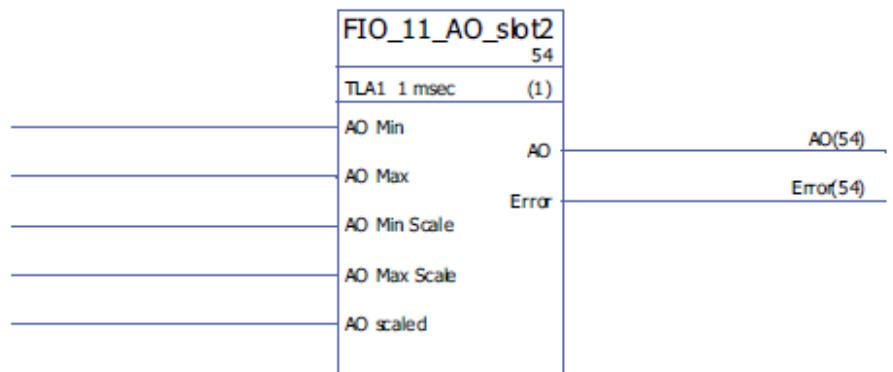 FIO_11_AO_slot2
54
TLA1 1 msec (1)
AO Min
AO Max
AO Min Scale
AO Max Scale
AO scaled
AO
Error
AO(54)
Error(54)